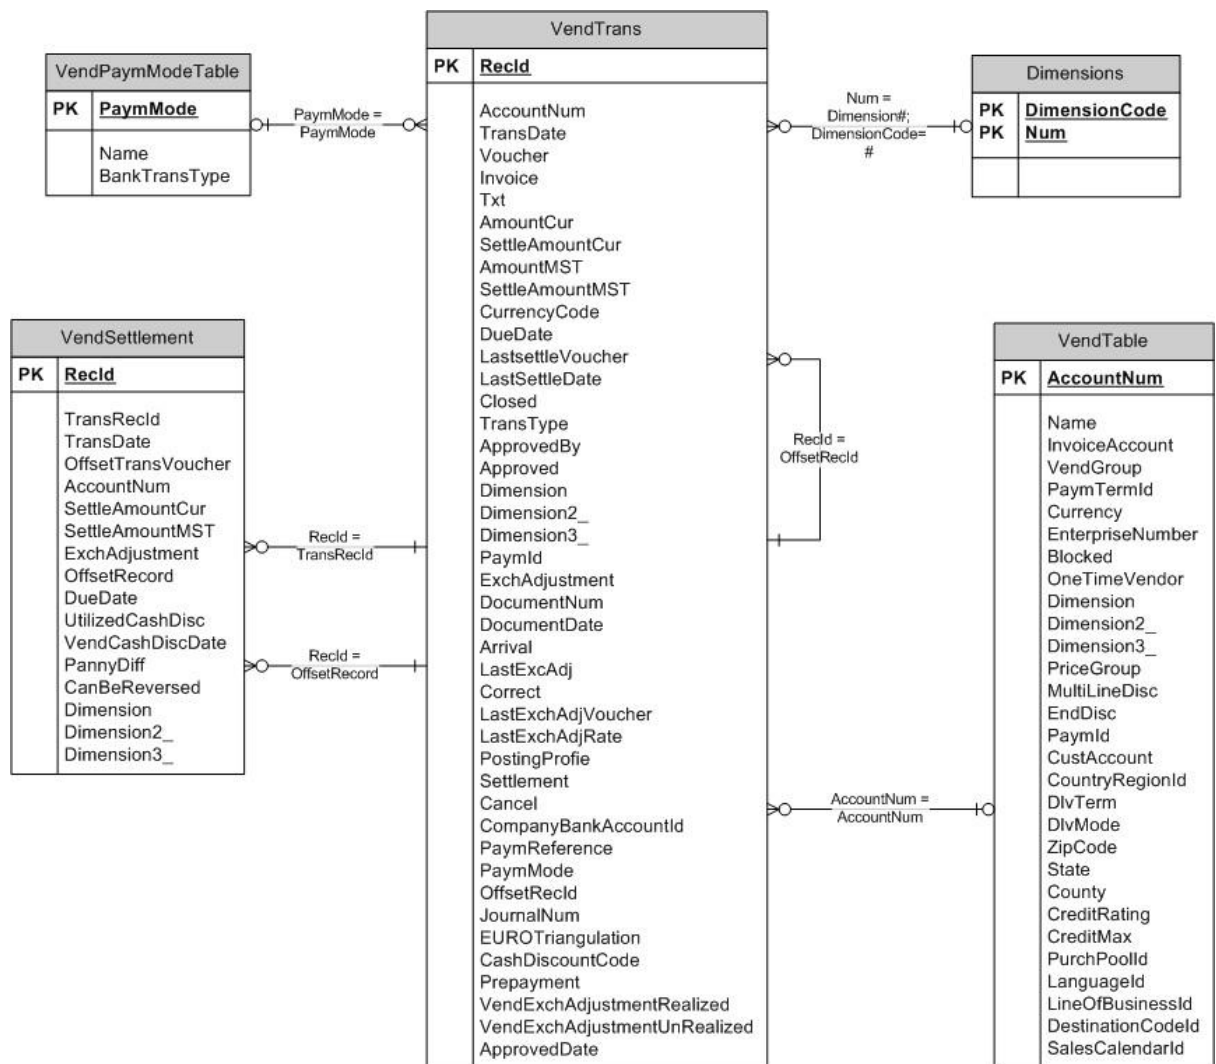 VendPaymModeTable
PK PaymMode
Name
BankTransType
PaymMode =
PaymMode
VendTrans
PK RecId
AccountNum
TransDate
Voucher
Invoice
Txt
AmountCur
SettleAmountCur
AmountMST
SettleAmountMST
CurrencyCode
DueDate
LastsettleVoucher
LastSettleDate
Closed
TransType
ApprovedBy
Approved
Dimension
Dimension2_
Dimension3_
PaymId
ExchAdjustment
DocumentNum
DocumentDate
Arrival
LastExcAdj
Correct
LastExchAdjVoucher
LastExchAdjRate
PostingProfie
Settlement
Cancel
CompanyBankAccountId
PaymReference
PaymMode
OffsetRecId
JournalNum
EUROTriangulation
CashDiscountCode
Prepayment
VendExchAdjustmentRealized
VendExchAdjustmentUnRealized
ApprovedDate
Num =
Dimension#;
DimensionCode=
#
Dimensions
PK DimensionCode
PK Num
VendSettlement
PK RecId
TransRecId
TransDate
OffsetTransVoucher
AccountNum
SettleAmountCur
SettleAmountMST
ExchAdjustment
OffsetRecord
DueDate
UtilizedCashDisc
VendCashDiscDate
PannyDiff
CanBeReversed
Dimension
Dimension2_
Dimension3_
RecId =
TransRecId
RecId =
OffsetRecord
RecId =
OffsetRecId
AccountNum =
AccountNum
VendTable
PK AccountNum
Name
InvoiceAccount
VendGroup
PaymTermId
Currency
EnterpriseNumber
Blocked
OneTimeVendor
Dimension
Dimension2_
Dimension3_
PriceGroup
MultiLineDisc
EndDisc
PaymId
CustAccount
CountryRegionId
DlvTerm
DlvMode
ZipCode
State
County
CreditRating
CreditMax
PurchPoolId
LanguageId
LineOfBusinessId
DestinationCodeId
SalesCalendarId